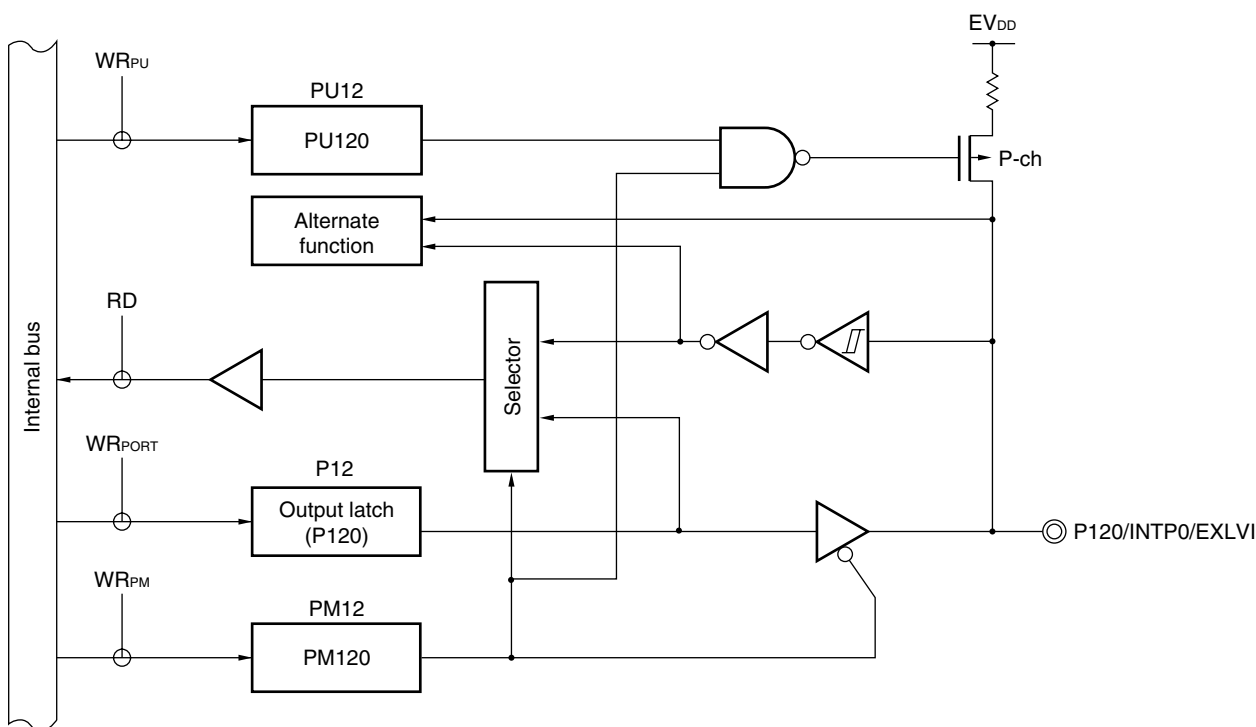 EVDD
WRPU
PU12
PU120
P-ch
Alternate
function
RD
Selector
Internal bus
WRPORT
P12
Output latch
(P120)
P120/INTP0/EXLVI
WRPM
PM12
PM120